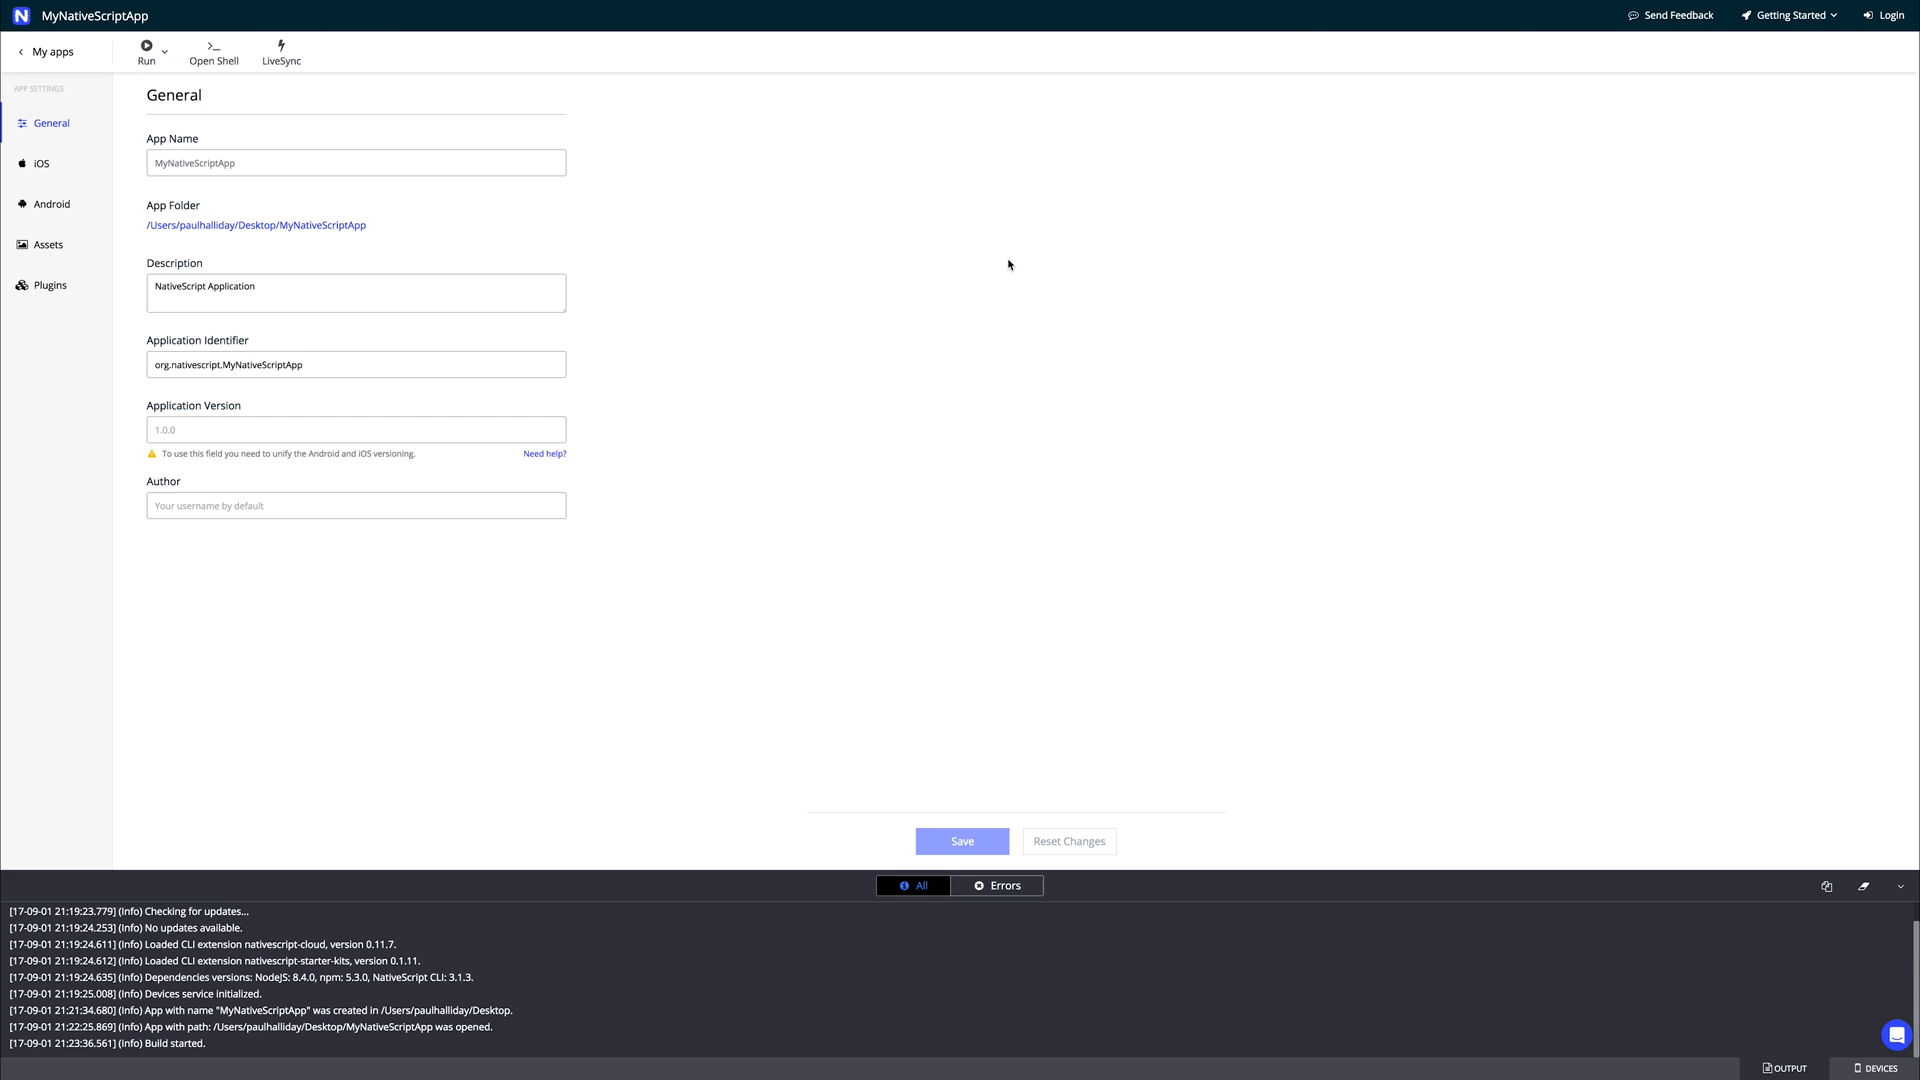 MyNativeScriptApp
Send Feedback
Getting Started
Login
My apps
Run
Open Shell
LiveSync
APP SETTINGS
General
iOS
Android
Assets
Plugins
General
App Name
MyNativeScriptApp
App Folder
/Users/paulhalliday/Desktop/MyNativeScriptApp
Description
NativeScript Application
Application Identifier
org.nativescript.MyNativeScriptApp
Application Version
1.0.0
To use this field you need to unify the Android and iOS versioning.
Need help?
Author
Your username by default
Save
Reset Changes
All
Errors
[17-09-01 21:19:23.779] (Info) Checking for updates...
[17-09-01 21:19:24.253] (Info) No updates available.
[17-09-01 21:19:24.611] (Info) Loaded CLI extension nativescript-cloud, version 0.11.7.
[17-09-01 21:19:24.612] (Info) Loaded CLI extension nativescript-starter-kits, version 0.1.11.
[17-09-01 21:19:24.635] (Info) Dependencies versions: NodeJS: 8.4.0, npm: 5.3.0, NativeScript CLI: 3.1.3.
[17-09-01 21:19:25.008] (Info) Devices service initialized.
[17-09-01 21:21:34.680] (Info) App with name "MyNativeScriptApp" was created in /Users/paulhalliday/Desktop.
[17-09-01 21:22:25.869] (Info) App with path: /Users/paulhalliday/Desktop/MyNativeScriptApp was opened.
[17-09-01 21:23:36.561] (Info) Build started.
OUTPUT
DEVICES